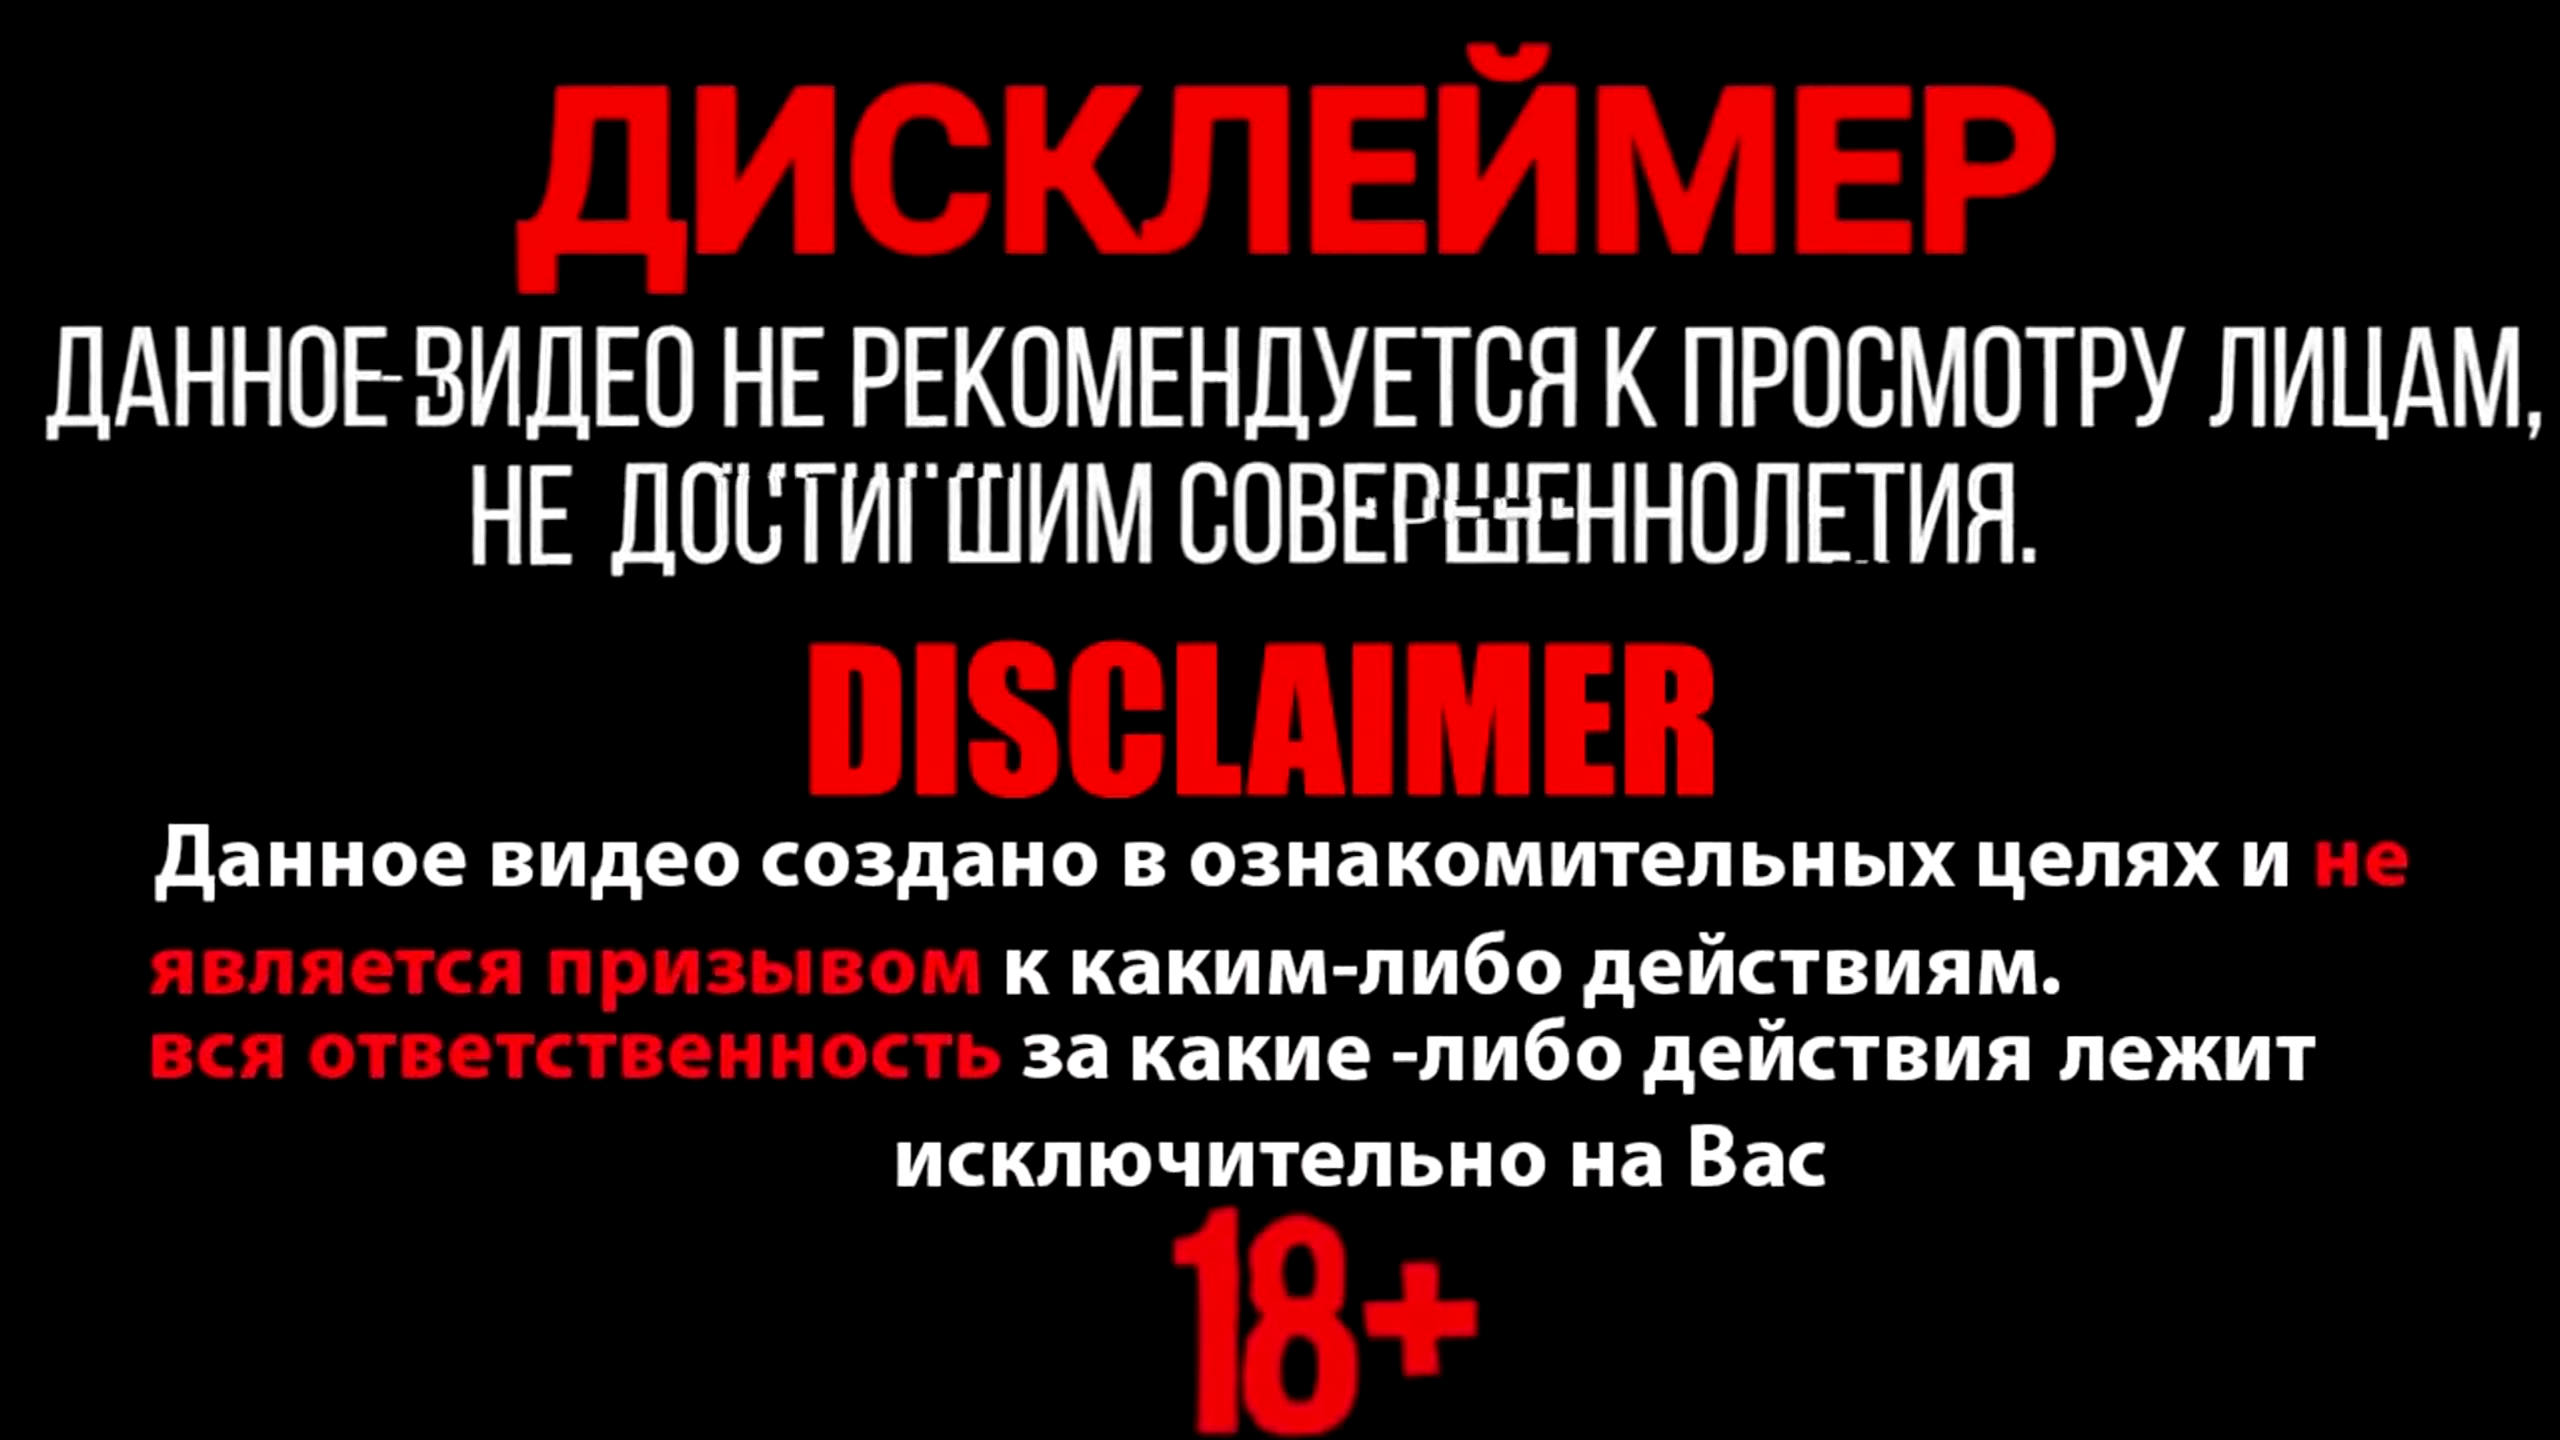 ДИСКЛЕЙМЕР
ДАННОЕ ВИДЕО НЕ РЕКОМЕНДУЕТСЯ К ПРОСМОТРУ ЛИЦАМ,
НЕ ДОСТИГШИМ СОВЕРШЕННОЛЕТИЯ.
DISCLAIMER
Данное видео создано в ознакомительных целях и не
является призывом к каким-либо действиям.
вся ответственность за какие -либо действия лежит
исключительно на Вас
18+